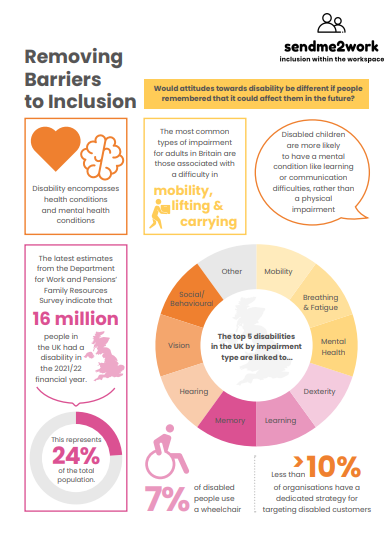 sendme2work
inclusion within the workspace
Removing
Barriers
to Inclusion
Would attitudes towards disability be different if people
remembered that it could affect them in the future?
Disability encompasses
health conditions
and mental health
conditions
The most common
types of impairment
for adults in Britain are
those associated with
a difficulty in
mobility,
lifting &
carrying
Disabled children
are more likely
to have a mental
condition like learning
or communication
difficulties, rather than
a physical
impairment
The latest estimates
from the Department
for Work and Pensions'
Family Resources
Survey indicate that
16 million
people in
the UK had a
disability in
the 2021/22
financial year.
This represents
24%
of the total
population.
Other
Mobility
Breathing
& Fatigue
Mental
Health
Dexterity
Learning
Memory
Hearing
Vision
Social/
Behavioural
The top 5 disabilities
in the UK by impairment
type are linked to...
7%
of disabled
people use
a wheelchair
Less than >10%
of organisations have a
dedicated strategy for
targeting disabled customers